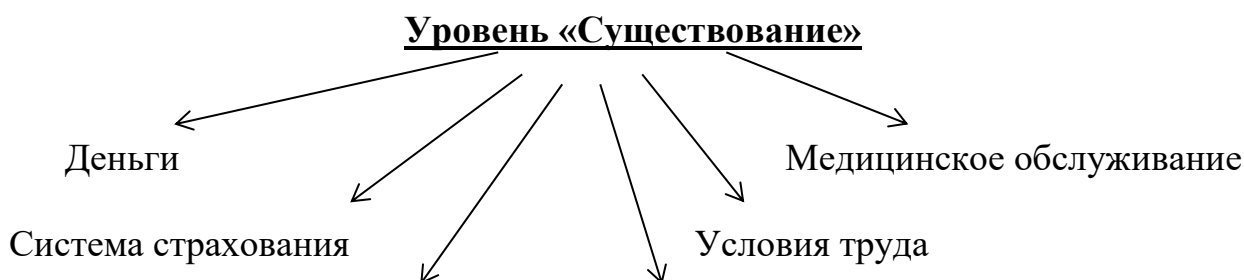 Уровень «Существование»
Деньги
Медицинское обслуживание
Система страхования
Условия труда